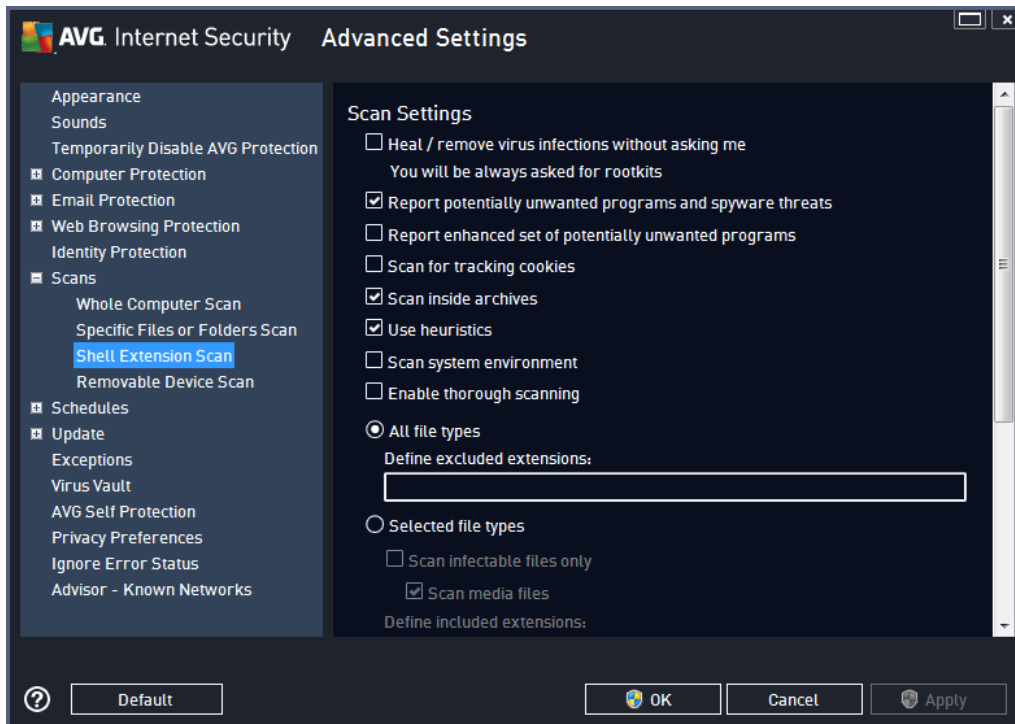 AVG. Internet Security Advanced Settings
Appearance
Sounds
Temporarily Disable AVG Protection
Computer Protection
Email Protection
Web Browsing Protection
Identity Protection
Scans
Whole Computer Scan
Specific Files or Folders Scan
Shell Extension Scan
Removable Device Scan
Schedules
Update
Exceptions
Virus Vault
AVG Self Protection
Privacy Preferences
Ignore Error Status
Advisor - Known Networks
Scan Settings
Heal / remove virus infections without asking me
You will be always asked for rootkits
Report potentially unwanted programs and spyware threats
Report enhanced set of potentially unwanted programs
Scan for tracking cookies
Scan inside archives
Use heuristics
Scan system environment
Enable thorough scanning
All file types
Define excluded extensions:
Selected file types
Scan infectable files only
Scan media files
Define included extensions:
? Default OK Cancel Apply